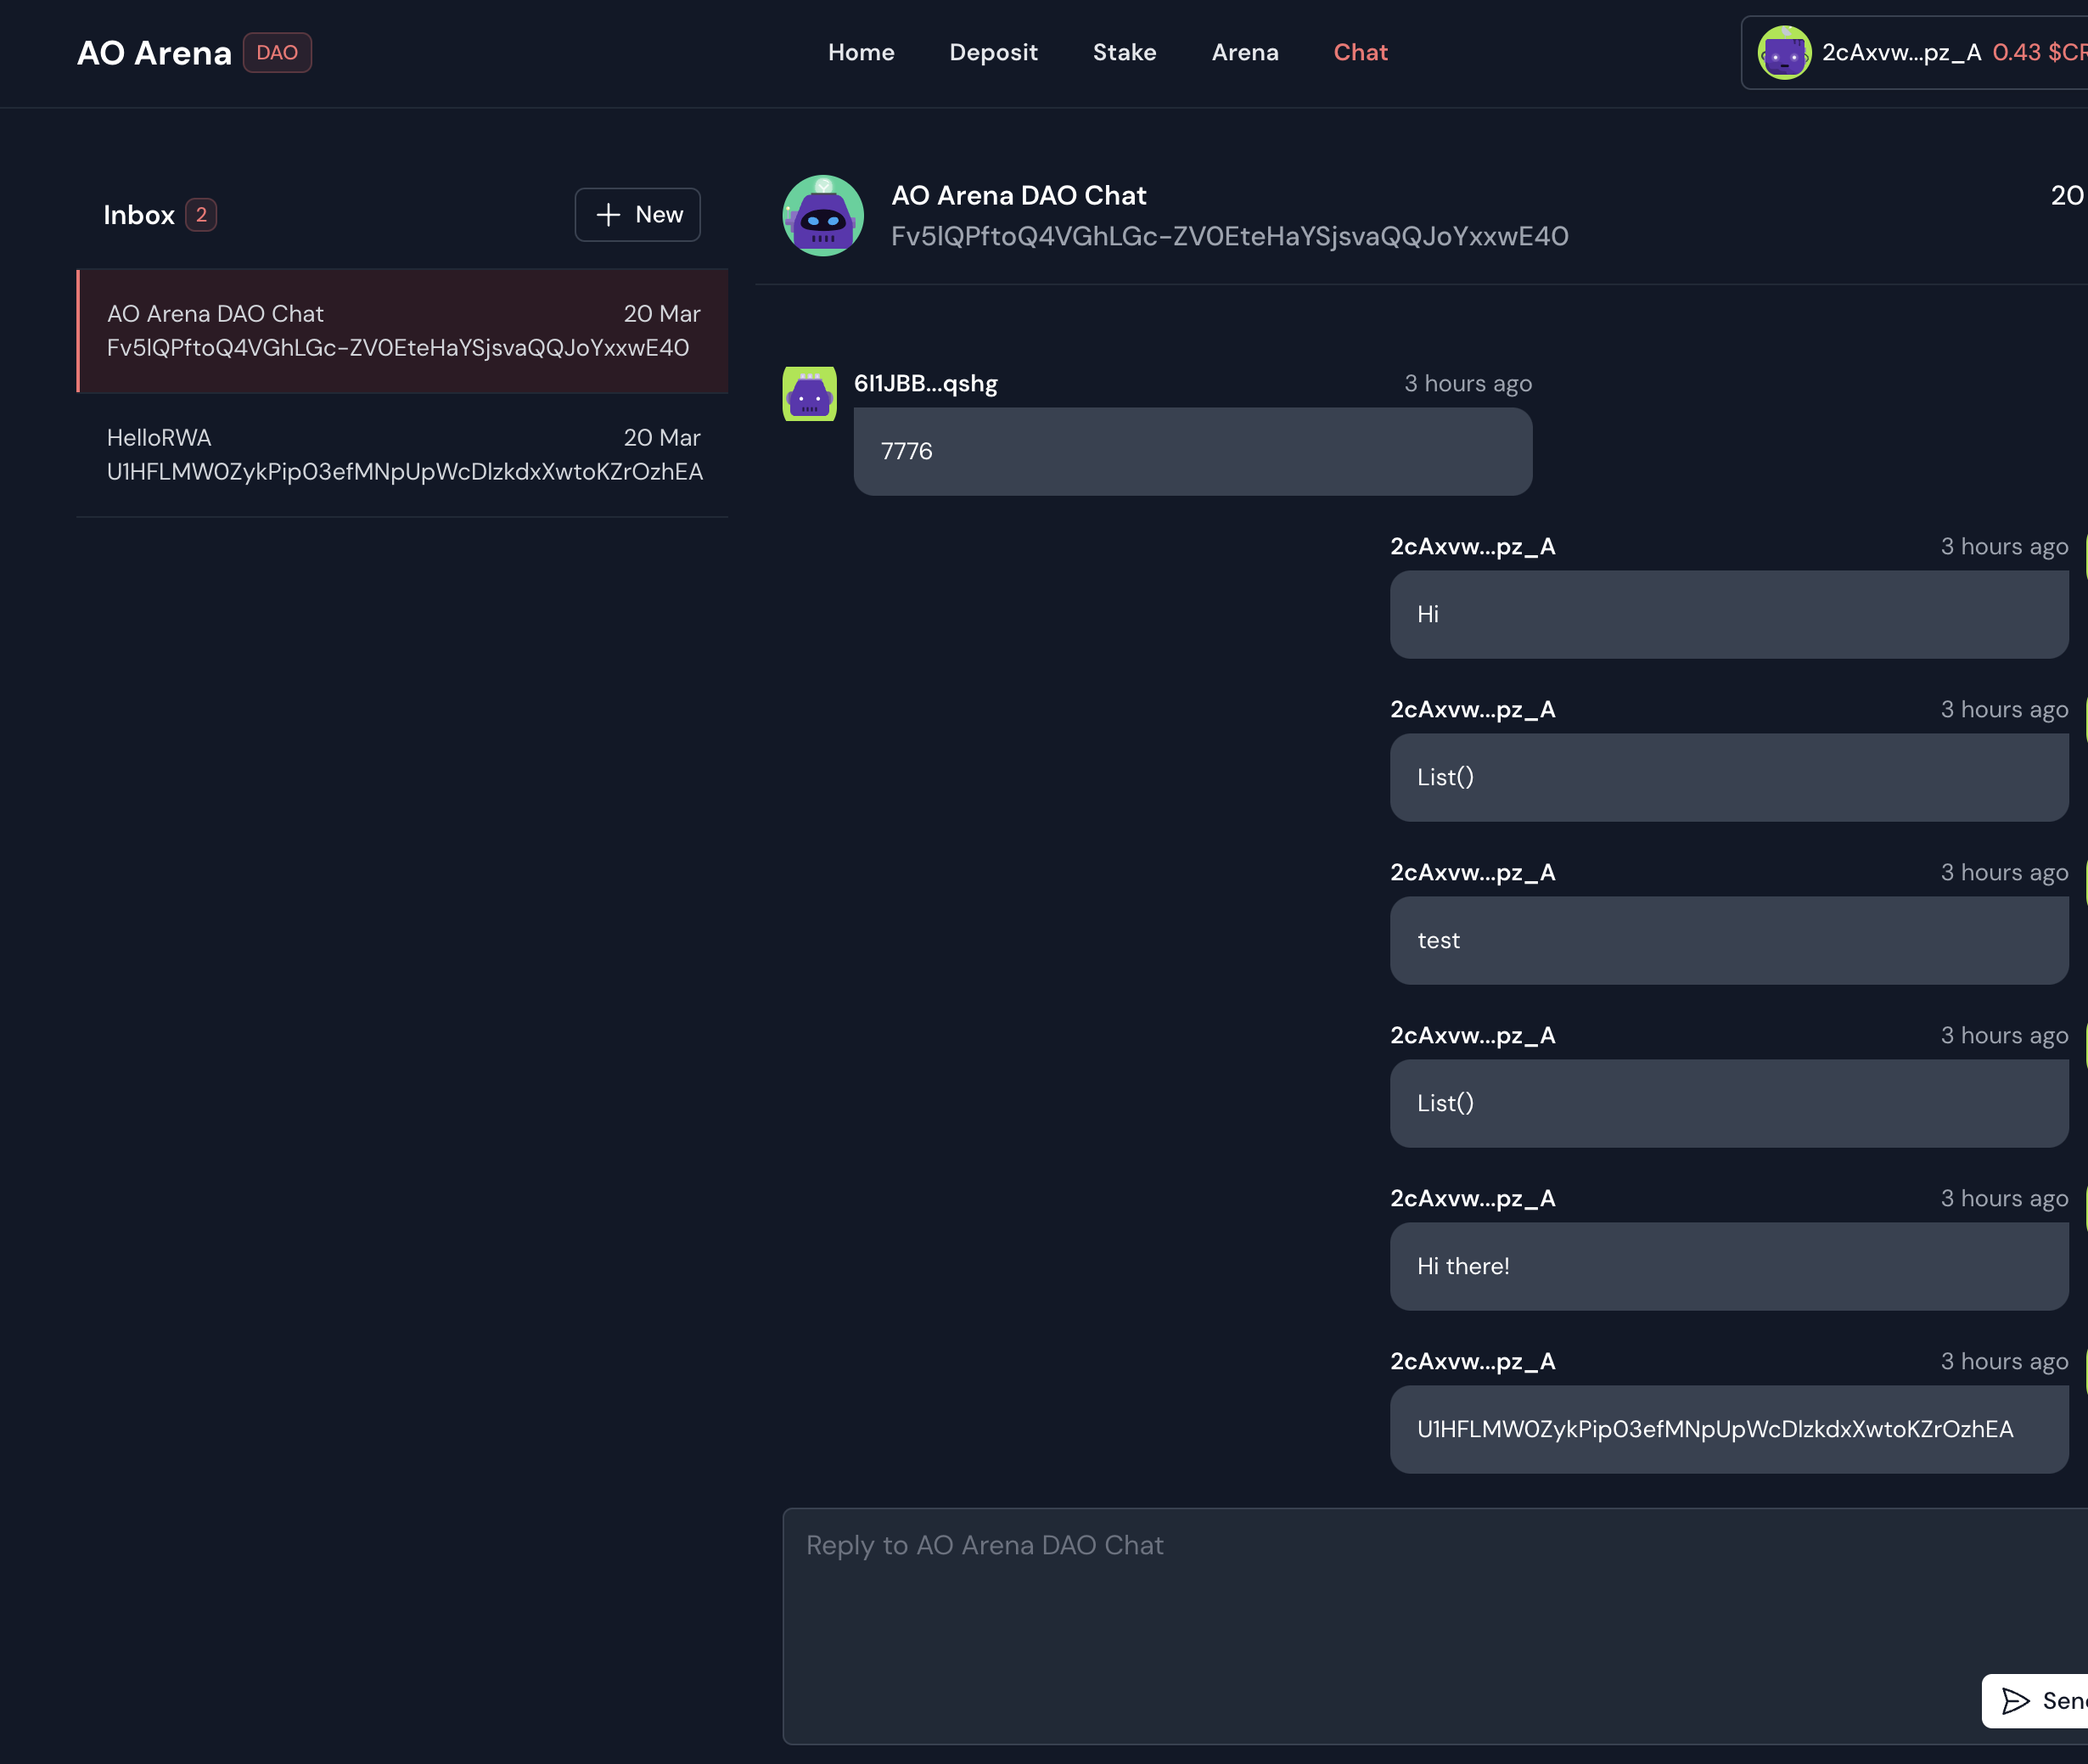 AO Arena DAO
Home Deposit Stake Arena Chat
2cAxvw...pz_A 0.43 $CR
Inbox 2
New
AO Arena DAO Chat 20 Mar
Fv5lQPftoQ4VGhLGc-ZV0EteHaYSjsvaQQJoYxxwE40
HelloRWA 20 Mar
U1HFLMW0ZykPip03efMNpUpWcDlzkdxXwtoKZrOzhEA
AO Arena DAO Chat 20
Fv5lQPftoQ4VGhLGc-ZV0EteHaYSjsvaQQJoYxxwE40
6I1JBB...qshg 3 hours ago
7776
2cAxvw...pz_A 3 hours ago
Hi
2cAxvw...pz_A 3 hours ago
List()
2cAxvw...pz_A 3 hours ago
test
2cAxvw...pz_A 3 hours ago
List()
2cAxvw...pz_A 3 hours ago
Hi there!
2cAxvw...pz_A 3 hours ago
U1HFLMW0ZykPip03efMNpUpWcDlzkdxXwtoKZrOzhEA
Reply to AO Arena DAO Chat
Sen